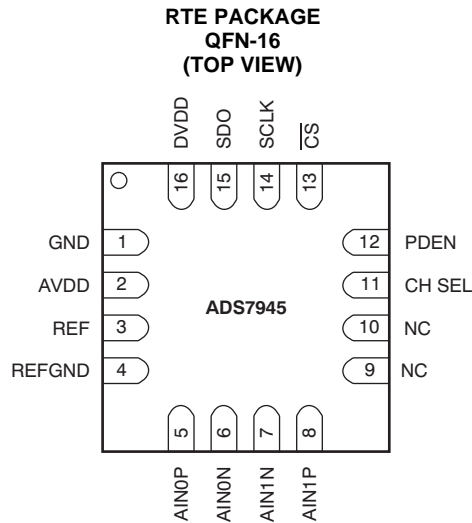 RTE PACKAGE
QFN-16
(TOP VIEW)
DVDD
SDO
SCLK
CS
16
15
14
13
GND 1
12 PDEN
AVDD 2
11 CH SEL
ADS7945
REF 3
10 NC
REFGND 4
9 NC
5
6
7
8
AIN0P
AIN0N
AIN1N
AIN1P